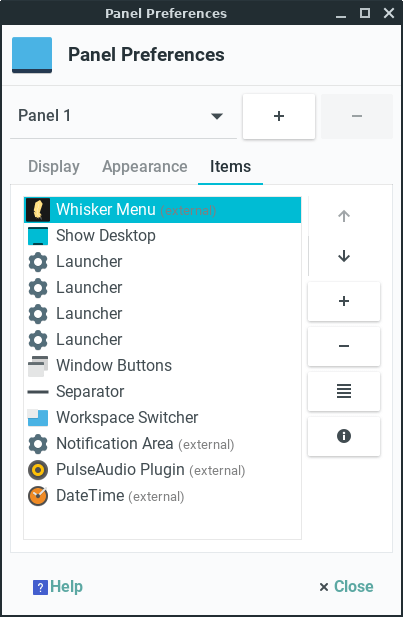 Panel Preferences
Panel Preferences
Panel 1
Display Appearance Items
Whisker Menu (external)
Show Desktop
Launcher
Launcher
Launcher
Launcher
Window Buttons
Separator
Workspace Switcher
Notification Area (external)
PulseAudio Plugin (external)
DateTime (external)
? Help
Close